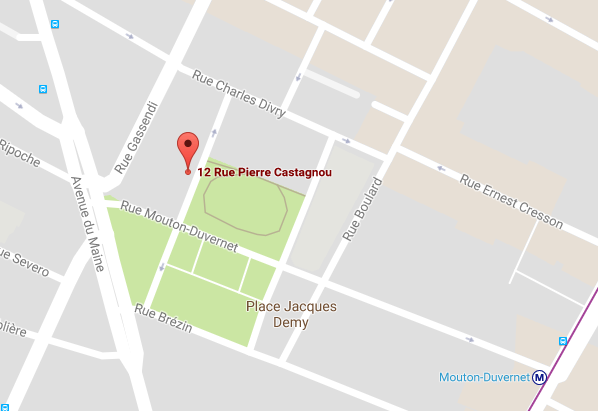 Rue Charles Divry
Rue Gassendi
Ripoche
12 Rue Pierre Castagnou
Rue Ernest Cresson
Avenue du Maine
Rue Mouton-Duvernet
Rue Boulard
ue Severo
Rue Brézin
Place Jacques
Demy
olière
Mouton-Duvernet M